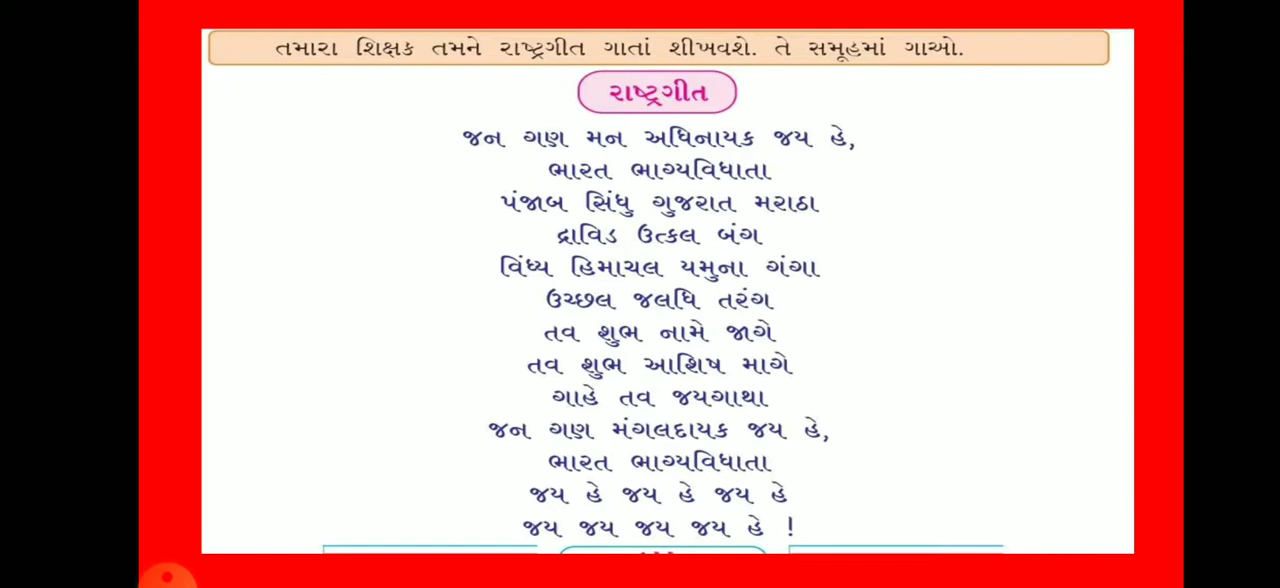 તમારા શિક્ષક તમને રાષ્ટ્રગીત ગાતાં શીખવશે. તે સમૂહમાં ગાઓ.
રાષ્ટ્રગીત
જન ગણ મન અધિનાયક જય હે,
ભારત ભાગ્યવિધાતા
પંજાબ સિંધુ ગુજરાત મરાઠા
દ્રાવિડ ઉત્કલ બંગ
વિંધ્ય હિમાચલ યમુના ગંગા
ઉચ્છલ જલધિ તરંગ
તવ શુભ નામે જાગે
તવ શુભ આશિષ માગે
ગાહે તવ જયગાથા
જન ગણ મંગલદાયક જય હે,
ભારત ભાગ્યવિધાતા
જય હે જય હે જય હે
જય જય જય જય હે !